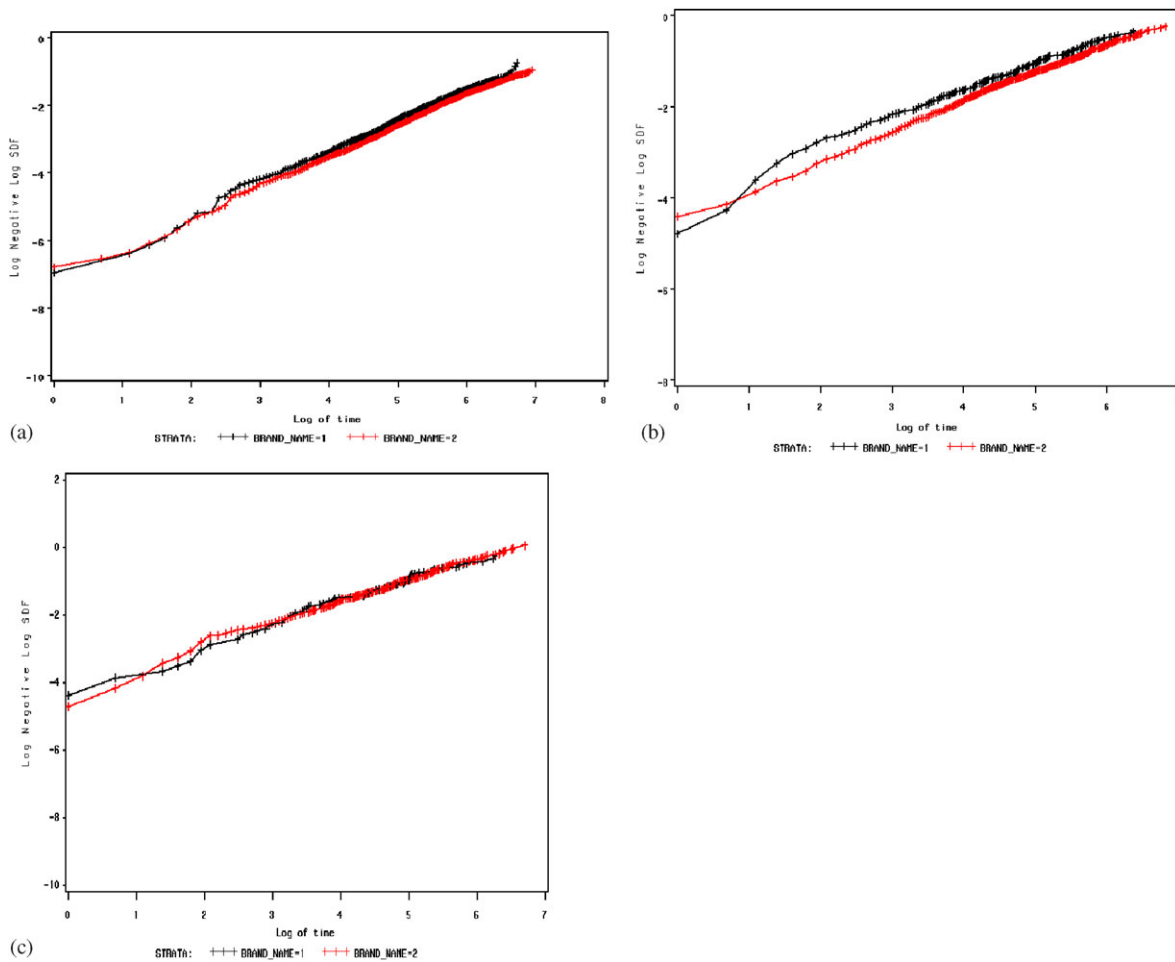 0
-2
-4
-6
-8
-10
Log Negative Log SDF
0 1 2 3 4 5 6 7 8
Log of time
(a)
STRATA: BRAND_NAME=1 BRAND_NAME=2
0
-2
-4
-6
-8
Log Negative Log SDF
0 1 2 3 4 5 6
Log of time
(b)
STRATA: BRAND_NAME=1 BRAND_NAME=2
2
0
-2
-4
-6
-8
-10
Log Negative Log SDF
0 1 2 3 4 5 6 7
Log of time
(c)
STRATA: BRAND_NAME=1 BRAND_NAME=2